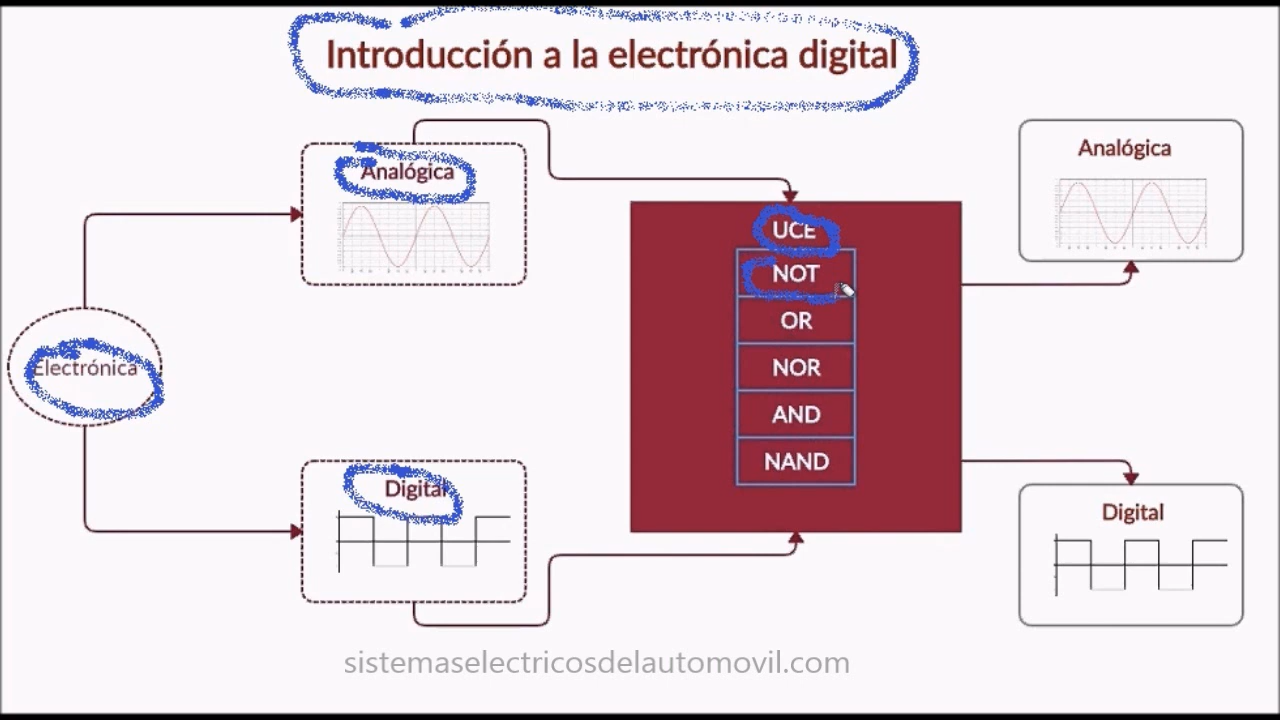 Introducción a la electrónica digital
Analógica
Analógica
UCE
NOT
OR
Electrónica
NOR
AND
NAND
Digital
Digital
sistemaselectricosdelautomovil.com